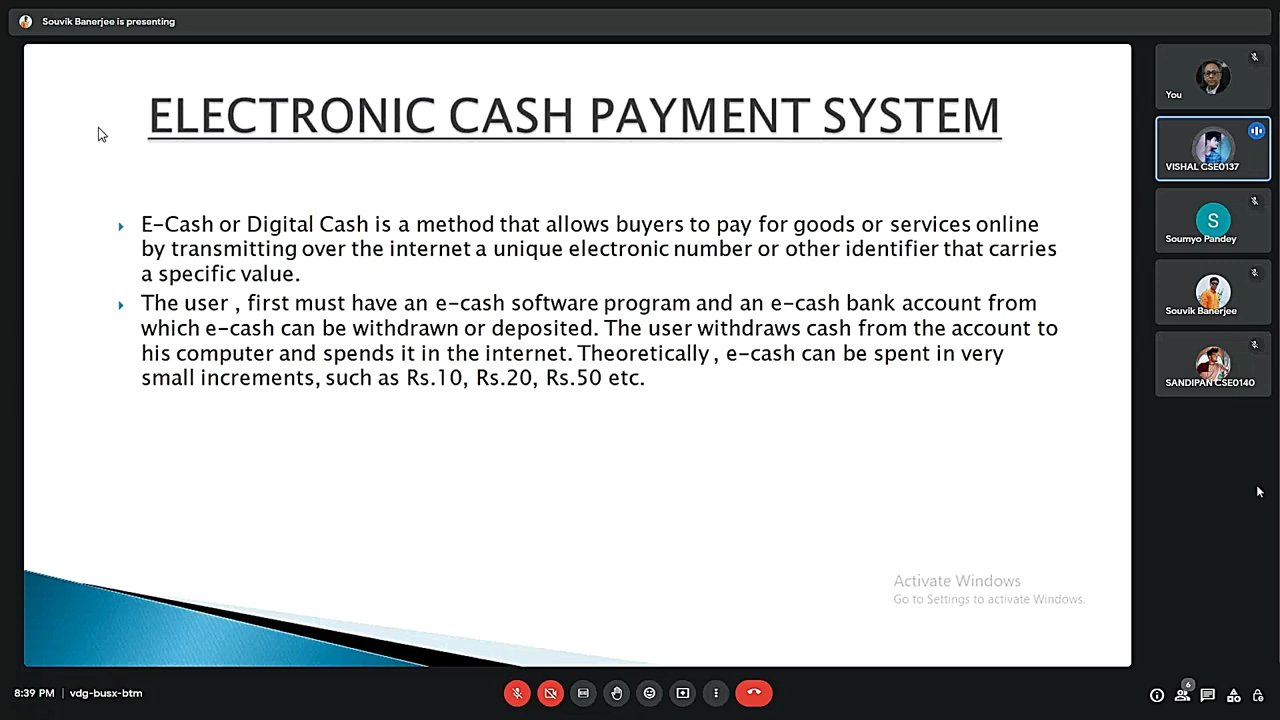 Souvik Banerjee is presenting
ELECTRONIC CASH PAYMENT SYSTEM
E-Cash or Digital Cash is a method that allows buyers to pay for goods or services online
by transmitting over the internet a unique electronic number or other identifier that carries
a specific value.
The user , first must have an e-cash software program and an e-cash bank account from
which e-cash can be withdrawn or deposited. The user withdraws cash from the account to
his computer and spends it in the internet. Theoretically , e-cash can be spent in very
small increments, such as Rs.10, Rs.20, Rs.50 etc.
Activate Windows
Go to Settings to activate Windows.
You
VISHAL CSE0137
S
Soumyo Pandey
Souvik Banerjee
SANDIPAN CSE0140
8:39 PM | vdg-busx-btm
6